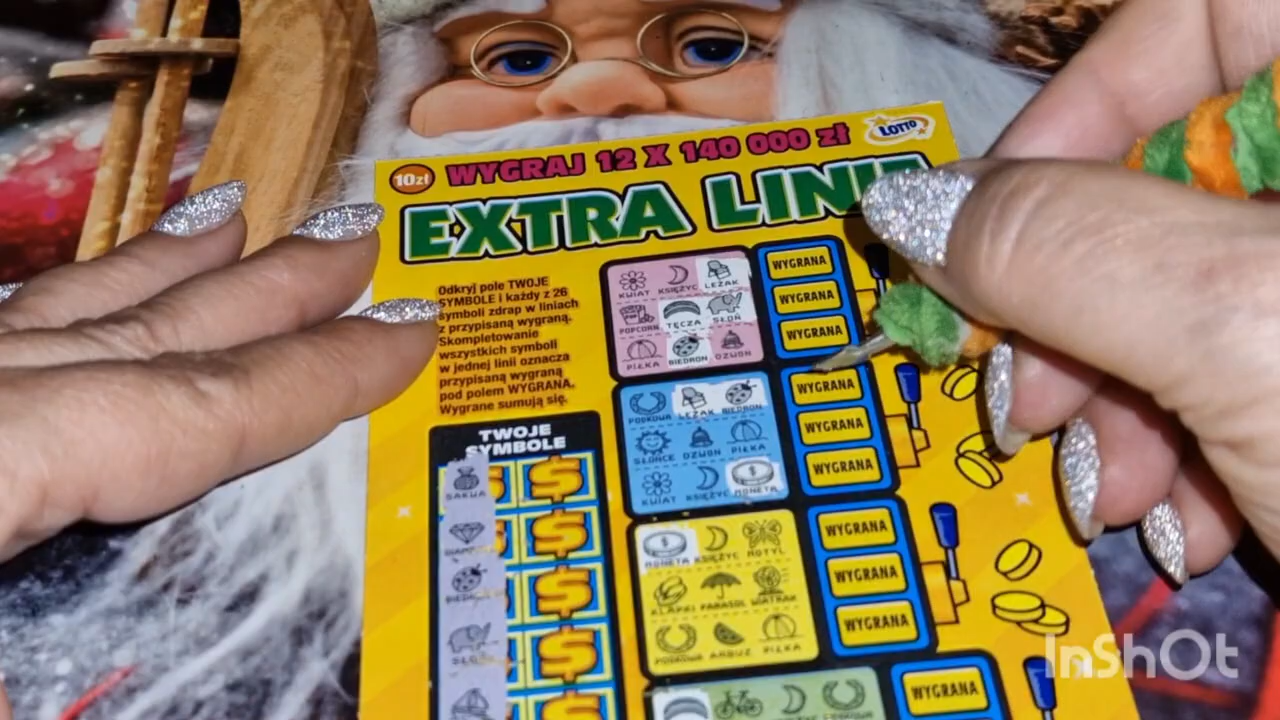 10zł WYGRAJ 12 X 140 000 zł LOTTO
EXTRA LINIE
Odkryj pole TWOJE
SYMBOLE i każdy z 26
symboli zdrap w liniach
z przypisaną wygraną.
Skompletowanie
wszystkich symboli
w jednej linii oznacza
przypisaną wygraną
pod polem WYGRANA.
Wygrane sumują się.
TWOJE
SYMBOLE
SAKWA
SŁOŃ
KWIAT KSIĘŻYC LEŻAK
POPCORN TĘCZA SŁOŃ
PIŁKA BIEDRON DZWON
WYGRANA
WYGRANA
WYGRANA
PODKOWA LEŻAK BIEDRON
SŁOŃCE DZWON PIŁKA
KWIAT KSIĘŻYC MONETA
WYGRANA
WYGRANA
WYGRANA
MONETA KSIĘŻYC MOTYL
KLAPKI PARASOL WIATRAK
PODKOWA ARBUZ PIŁKA
WYGRANA
WYGRANA
WYGRANA
WYGRANA
InShOt